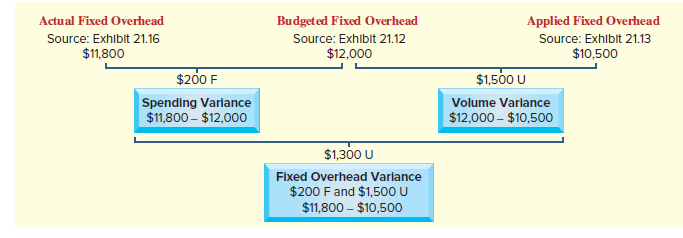 Actual Fixed Overhead
Source: Exhibit 21.16
$11,800
Budgeted Fixed Overhead
Source: Exhibit 21.12
$12,000
Applied Fixed Overhead
Source: Exhibit 21.13
$10,500
$200 F
Spending Variance
$11,800 – $12,000
$1,500 U
Volume Variance
$12,000 – $10,500
$1,300 U
Fixed Overhead Variance
$200 F and $1,500 U
$11,800 – $10,500